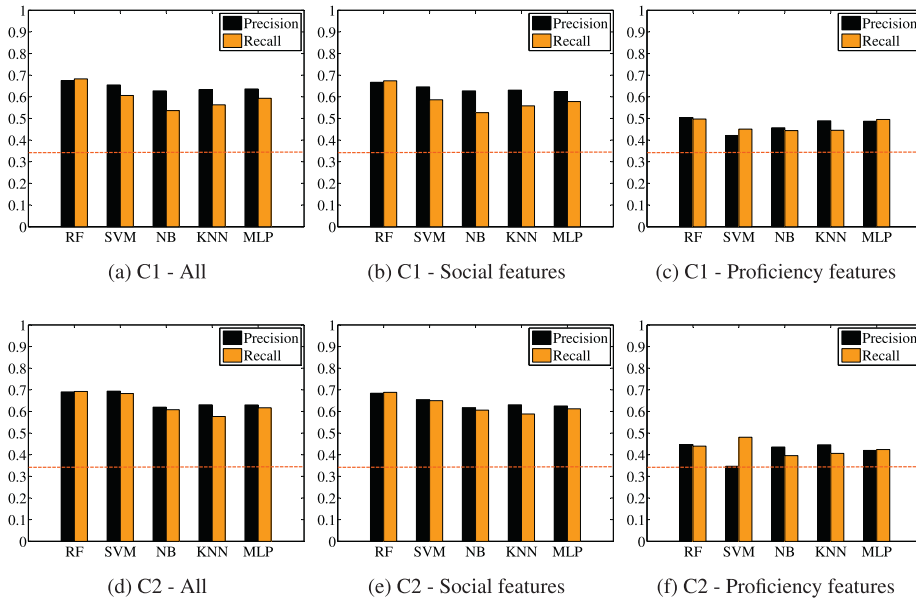 1
0.9
0.8
0.7
0.6
0.5
0.4
0.3
0.2
0.1
0
Precision
Recall
RF SVM NB KNN MLP
(a) C1 - All
1
0.9
0.8
0.7
0.6
0.5
0.4
0.3
0.2
0.1
0
Precision
Recall
RF SVM NB KNN MLP
(b) C1 - Social features
1
0.9
0.8
0.7
0.6
0.5
0.4
0.3
0.2
0.1
0
Precision
Recall
RF SVM NB KNN MLP
(c) C1 - Proficiency features
1
0.9
0.8
0.7
0.6
0.5
0.4
0.3
0.2
0.1
0
Precision
Recall
RF SVM NB KNN MLP
(d) C2 - All
1
0.9
0.8
0.7
0.6
0.5
0.4
0.3
0.2
0.1
0
Precision
Recall
RF SVM NB KNN MLP
(e) C2 - Social features
1
0.9
0.8
0.7
0.6
0.5
0.4
0.3
0.2
0.1
0
Precision
Recall
RF SVM NB KNN MLP
(f) C2 - Proficiency features